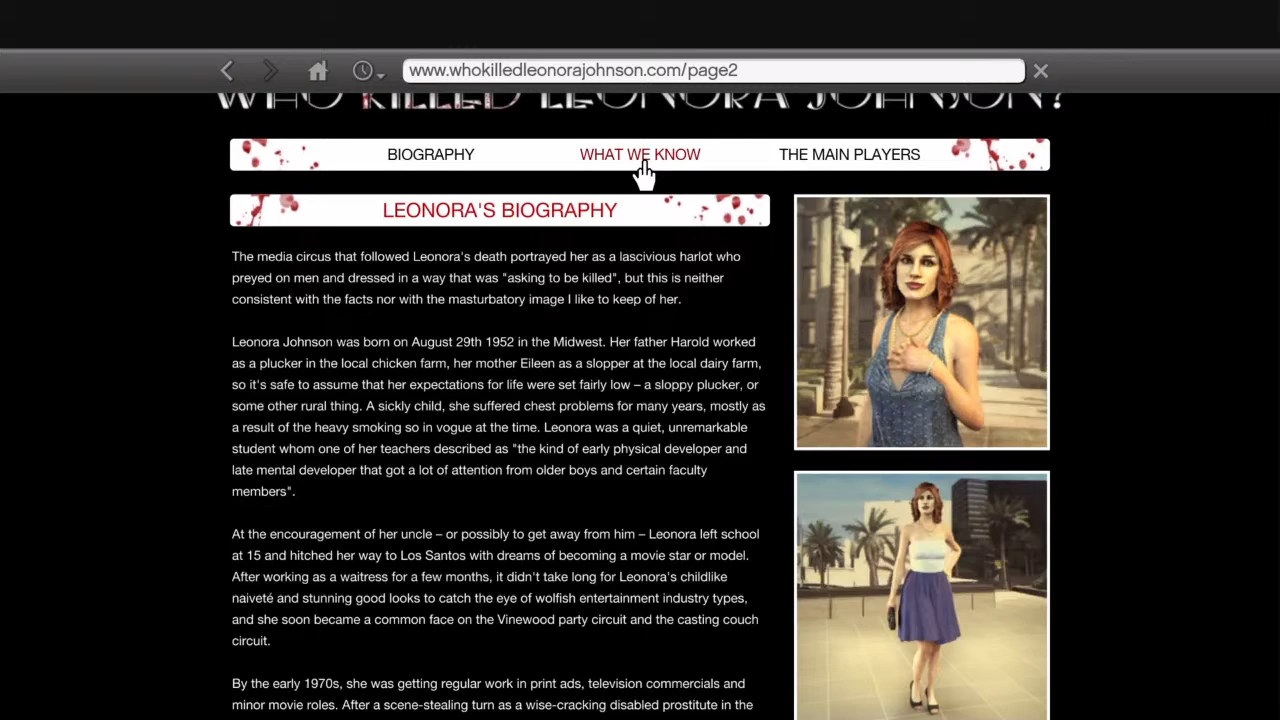 www.whokilledleonorajohnson.com/page2
WHO KILLED LEONORA JOHNSON?
BIOGRAPHY WHAT WE KNOW THE MAIN PLAYERS
LEONORA'S BIOGRAPHY
The media circus that followed Leonora's death portrayed her as a lascivious harlot who
preyed on men and dressed in a way that was "asking to be killed", but this is neither
consistent with the facts nor with the masturbatory image I like to keep of her.
Leonora Johnson was born on August 29th 1952 in the Midwest. Her father Harold worked
as a plucker in the local chicken farm, her mother Eileen as a slopper at the local dairy farm,
so it's safe to assume that her expectations for life were set fairly low – a sloppy plucker, or
some other rural thing. A sickly child, she suffered chest problems for many years, mostly as
a result of the heavy smoking so in vogue at the time. Leonora was a quiet, unremarkable
student whom one of her teachers described as "the kind of early physical developer and
late mental developer that got a lot of attention from older boys and certain faculty
members".
At the encouragement of her uncle – or possibly to get away from him – Leonora left school
at 15 and hitched her way to Los Santos with dreams of becoming a movie star or model.
After working as a waitress for a few months, it didn't take long for Leonora's childlike
naiveté and stunning good looks to catch the eye of wolfish entertainment industry types,
and she soon became a common face on the Vinewood party circuit and the casting couch
circuit.
By the early 1970s, she was getting regular work in print ads, television commercials and
minor movie roles. After a scene-stealing turn as a wise-cracking disabled prostitute in the